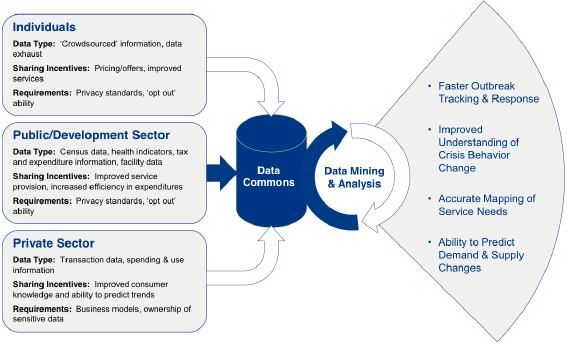 Individuals
Data Type: ‘Crowdsourced’ information, data
exhaust
Sharing Incentives: Pricing/offers, improved
services
Requirements: Privacy standards, ‘opt out’
ability
Public/Development Sector
Data Type: Census data, health indicators, tax
and expenditure information, facility data
Sharing Incentives: Improved service
provision, increased efficiency in expenditures
Requirements: Privacy standards, ‘opt out’
ability
Private Sector
Data Type: Transaction data, spending & use
information
Sharing Incentives: Improved consumer
knowledge and ability to predict trends
Requirements: Business models, ownership of
sensitive data
Data
Commons
Data Mining
& Analysis
• Faster Outbreak
Tracking & Response
• Improved
Understanding of
Crisis Behavior
Change
• Accurate Mapping of
Service Needs
• Ability to Predict
Demand & Supply
Changes